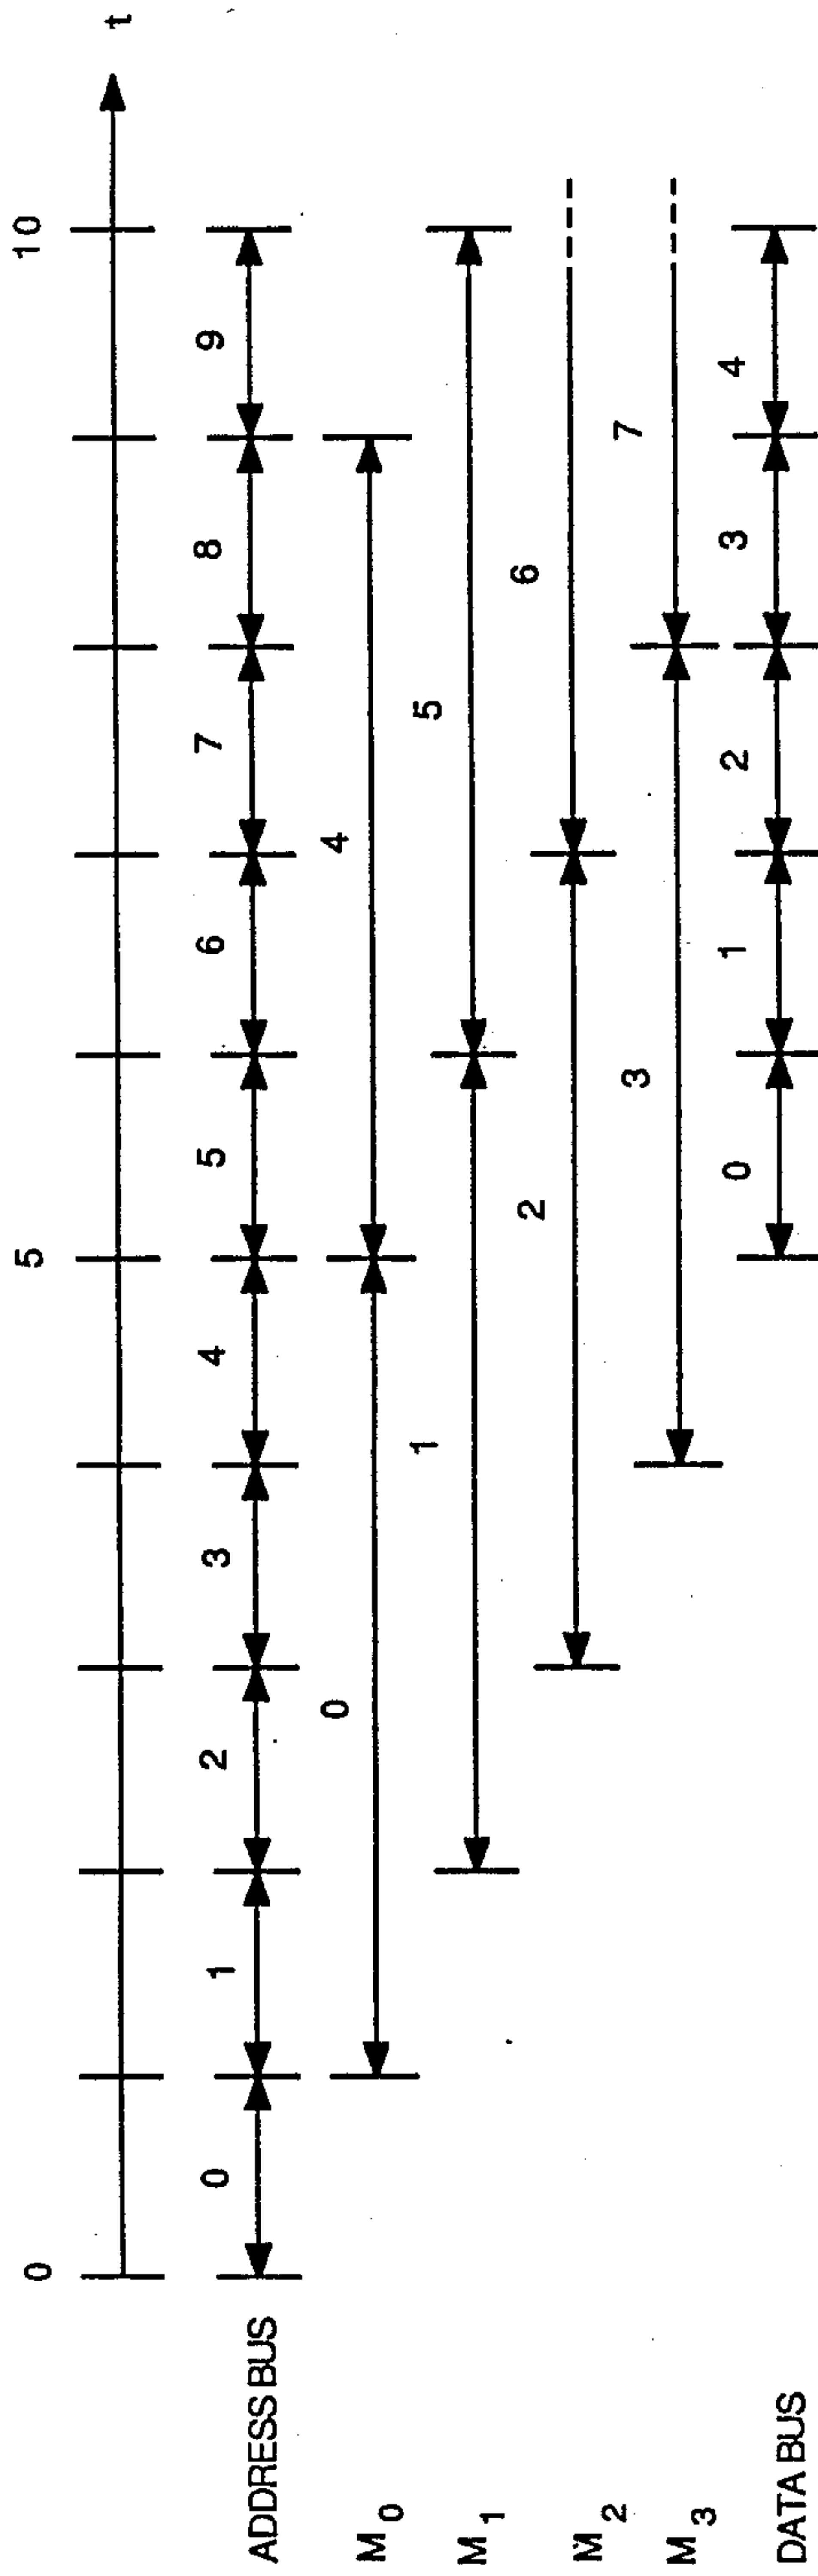 0 5 10 t
ADDRESS BUS 0 1 2 3 4 5 6 7 8 9
M0 0 4
M1 1 5
M2 2 6
M3 3 7
DATA BUS 0 1 2 3 4